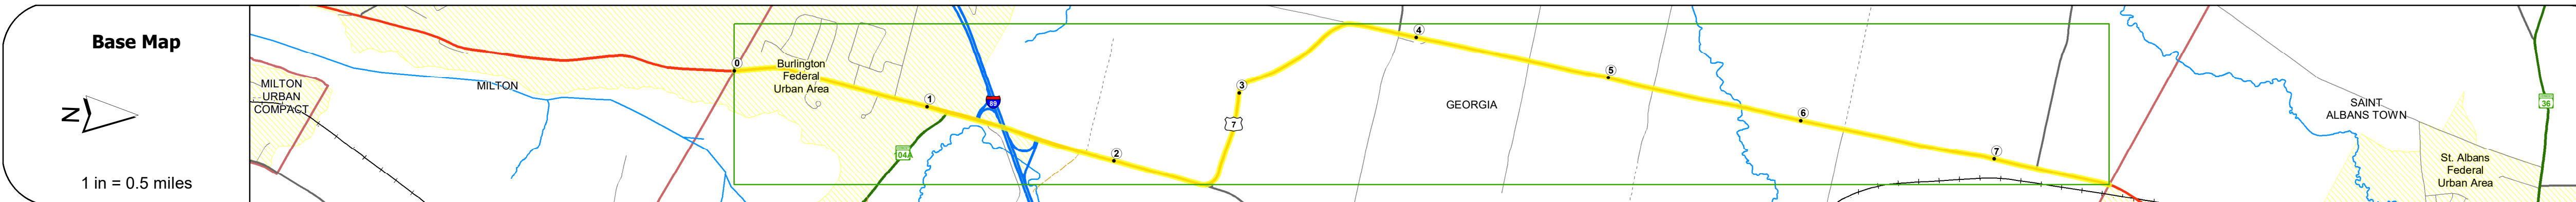 Base Map
N
1 in = 0.5 miles
MILTON
URBAN
COMPACT
MILTON
0
Burlington
Federal
Urban Area
1
89
04A
2
3
7
4
GEORGIA
5
6
7
SAINT
ALBANS TOWN
36
St. Albans
Federal
Urban Area